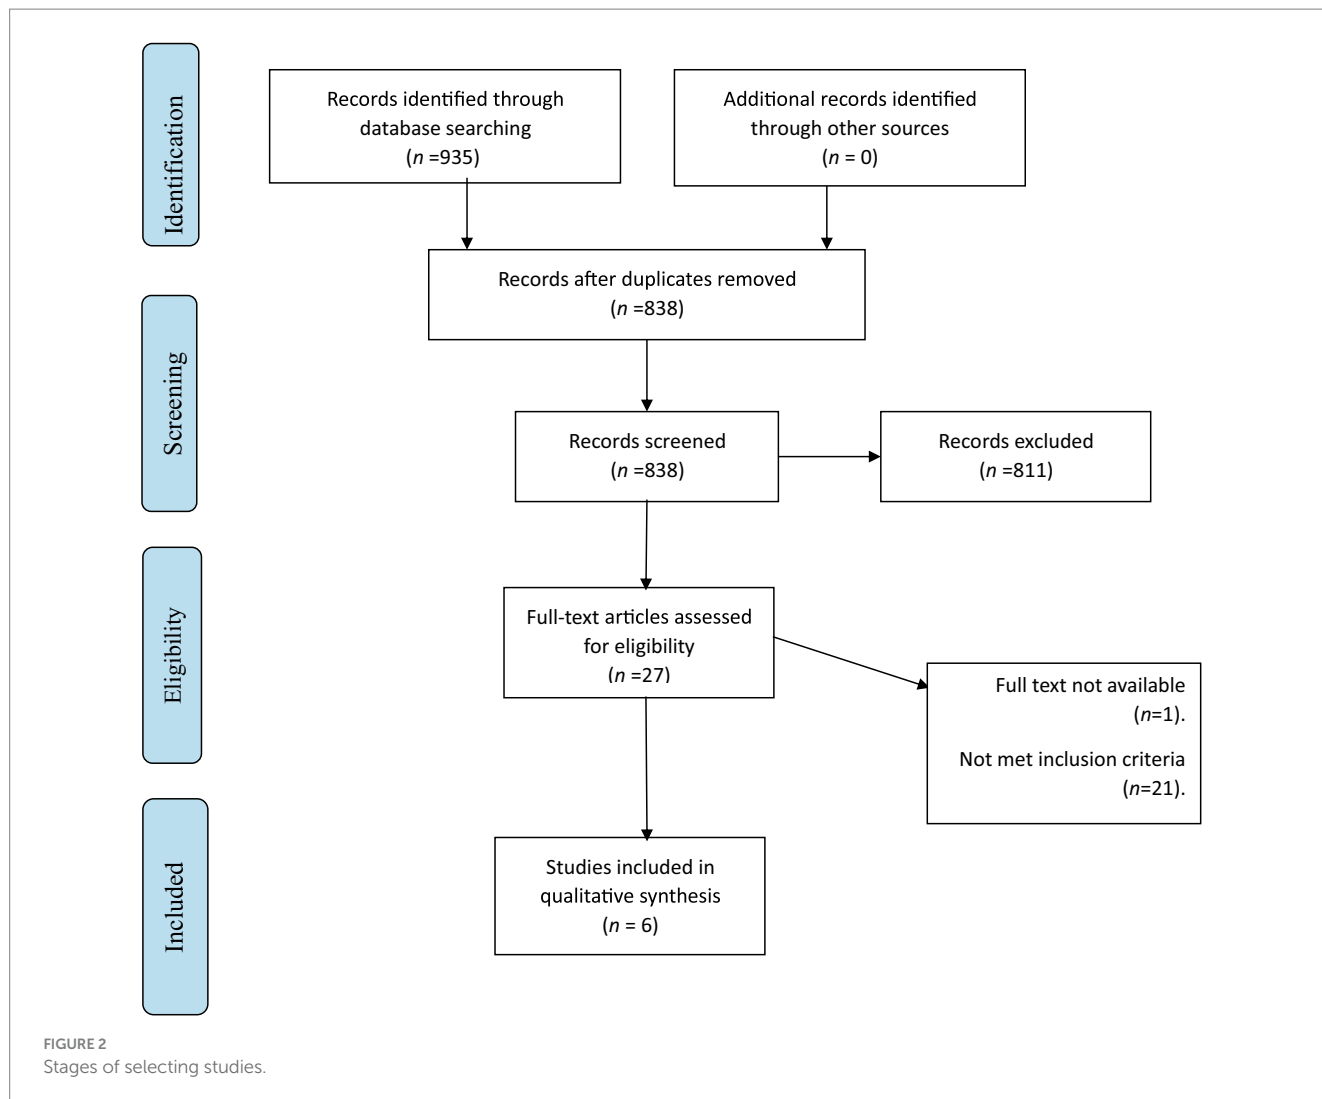 Identification
Records identified through
database searching
(n =935)
Additional records identified
through other sources
(n = 0)
Records after duplicates removed
(n =838)
Screening
Records screened
(n =838)
Records excluded
(n =811)
Eligibility
Full-text articles assessed
for eligibility
(n =27)
Full text not available
(n=1).
Not met inclusion criteria
(n=21).
Included
Studies included in
qualitative synthesis
(n = 6)
FIGURE 2
Stages of selecting studies.